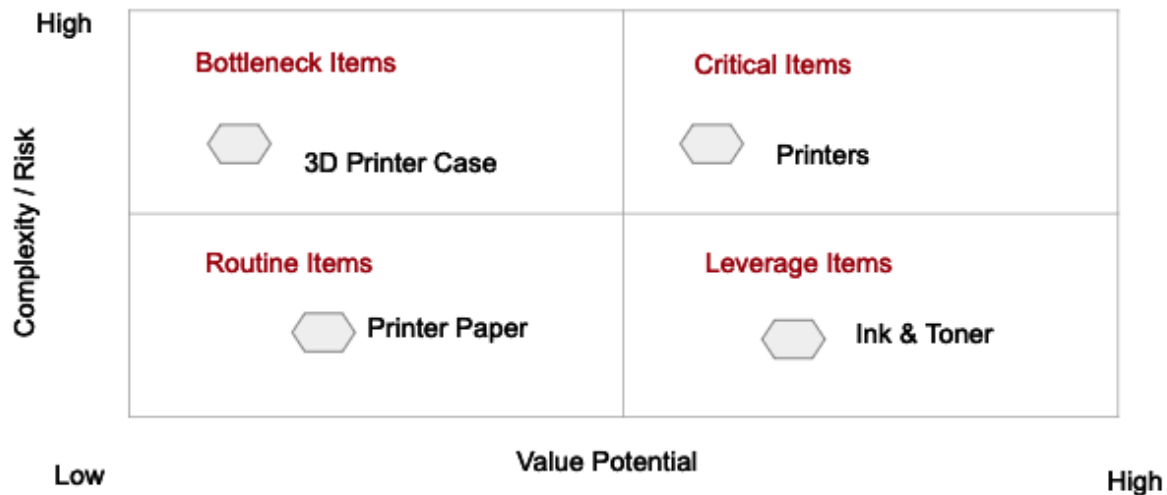 High
Bottleneck Items
Critical Items
3D Printer Case
Printers
Complexity / Risk
Routine Items
Leverage Items
Printer Paper
Ink & Toner
Low
Value Potential
High